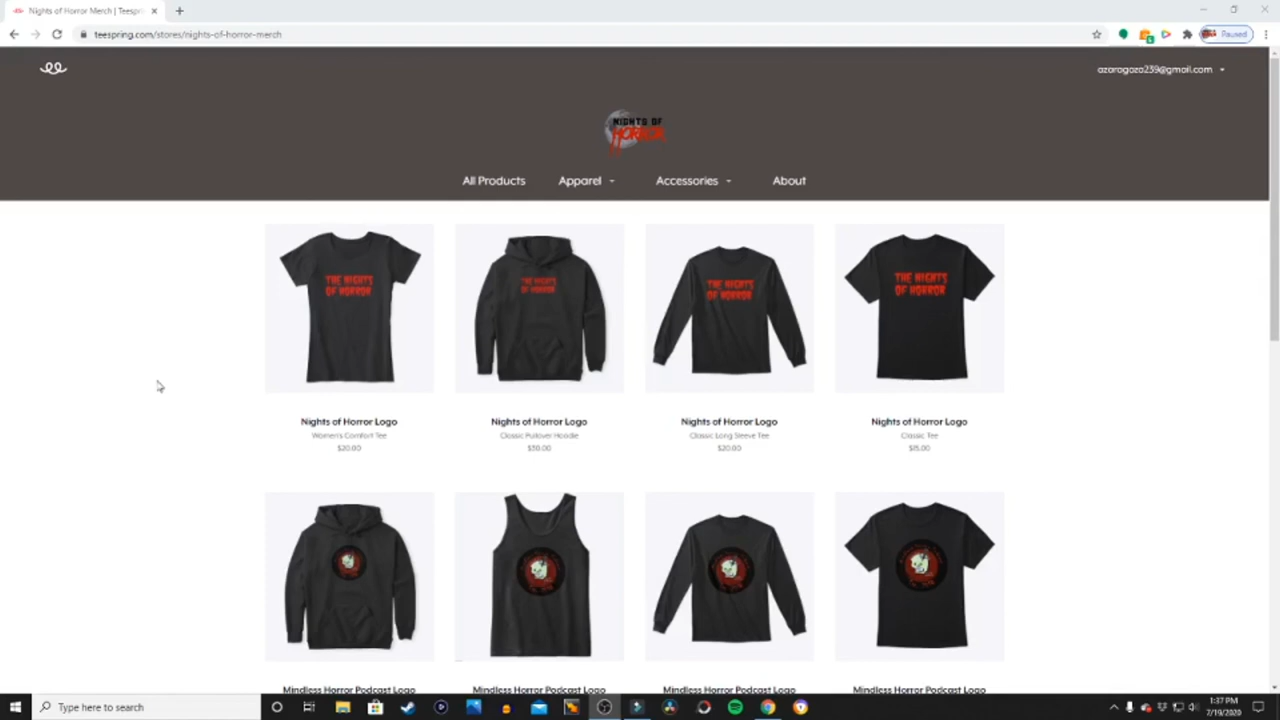 Nights of Horror Merch | Teespri
teespring.com/stores/nights-of-horror-merch
Paused
azaragoza239@gmail.com
NIGHTS OF
HORROR
All Products
Apparel
Accessories
About
THE NIGHTS
OF HORROR
THE NIGHTS
OF HORROR
THE NIGHTS
OF HORROR
THE NIGHTS
OF HORROR
Nights of Horror Logo
Women's Comfort Tee
$20.00
Nights of Horror Logo
Classic Pullover Hoodie
$30.00
Nights of Horror Logo
Classic Long Sleeve Tee
$20.00
Nights of Horror Logo
Classic Tee
$15.00
Mindless Horror Podcast Logo
Mindless Horror Podcast Logo
Mindless Horror Podcast Logo
Mindless Horror Podcast Logo
Type here to search
1:37 PM
7/19/2020